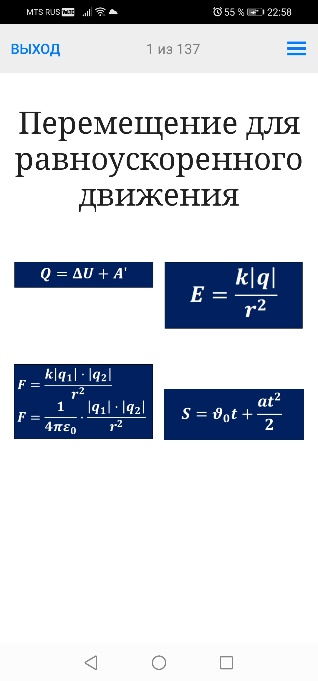 MTS RUS 55 % 22:58
ВЫХОД 1 из 137
Перемещение для
равноускоренного
движения
Q = ΔU + A'
E = k|q| / r²
F = k|q₁| · |q₂| / r²
F = 1 / 4πε₀ · |q₁| · |q₂| / r²
S = ϑ₀t + at² / 2